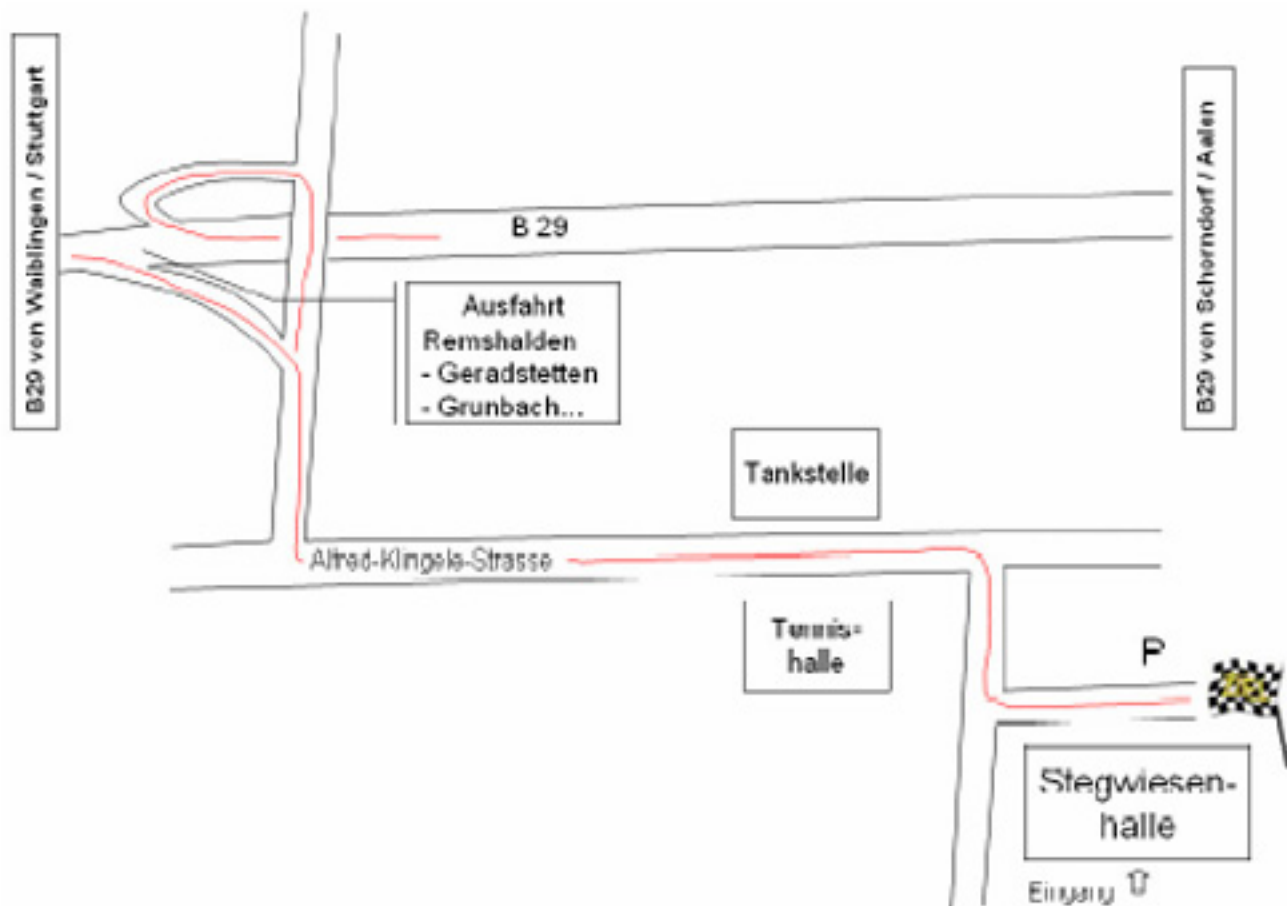 B29 von Waiblingen / Stuttgart
B 29
B29 von Schorndorf / Aalen
Ausfahrt
Remshalden
- Geradstetten
- Grunbach...
Tankstelle
Alfred-Klingele-Strasse
Tennis-
halle
P
Stegwiesen-
halle
Eingang